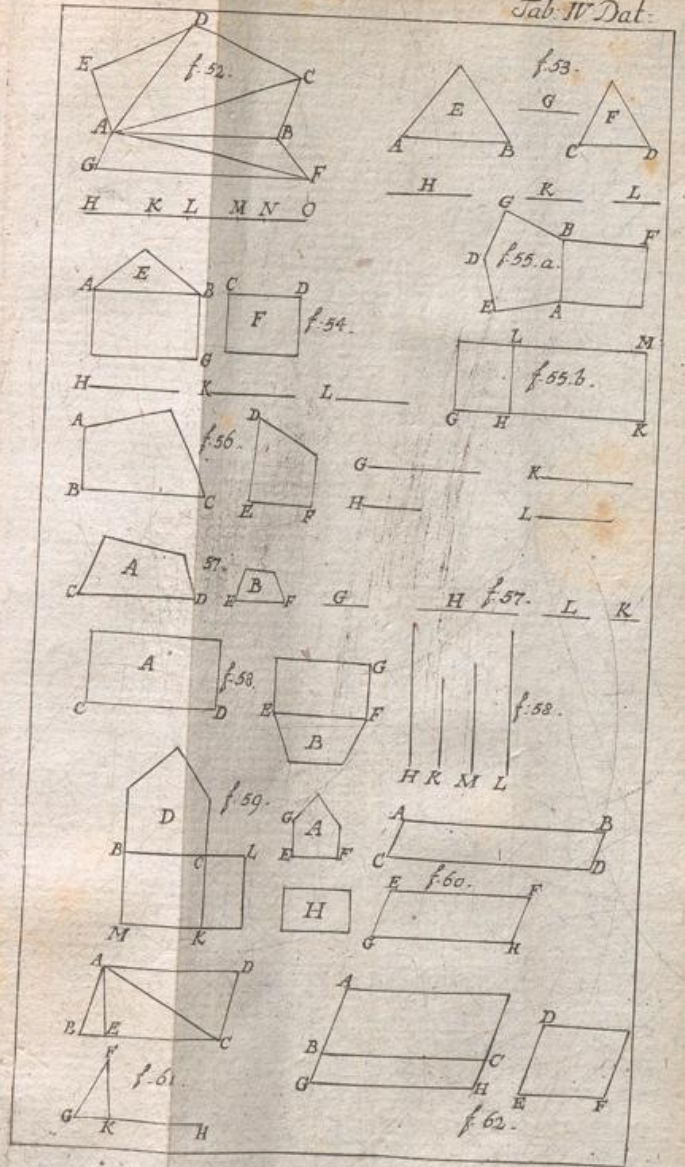 Tab: IV Dat:
D
E f.52. C
A B
G F
H K L M N O
f.53.
E G F
A B C D
H K L
G B F
D f.55.a.
E A
E
A B C D
F f.54.
G
H K L
L M
f.55.b.
G H K
A f.56. D
B C E F
G K
H L
A 57. B
C D E F G H f.57. L K
A f.58. G
C D E F f.58.
B
H K M L
D f.59. G A A B
B C L E F C D
H E f.60. F
M K G H
A D
B E C
F f.61.
G K H
A
B C D
G H E F
f.62.